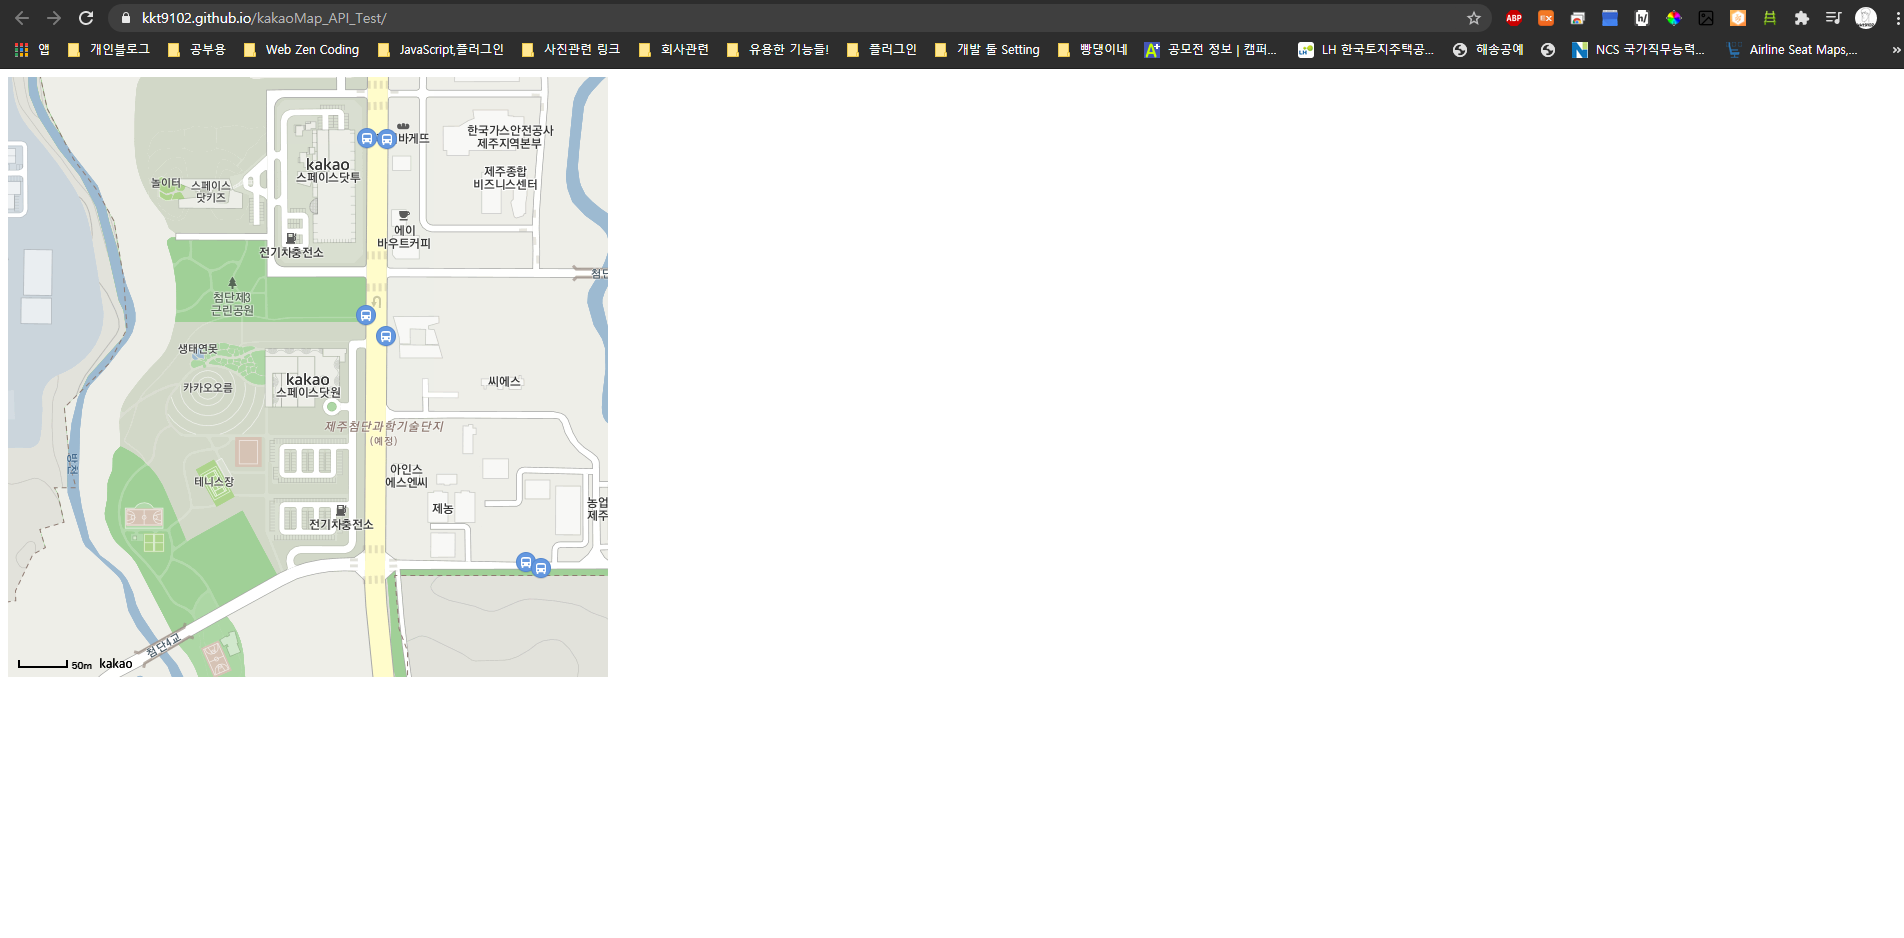 kkt9102.github.io/kakaoMap_API_Test/
앱 개인블로그 공부용 Web Zen Coding JavaScript,플러그인 사진관련 링크 회사관련 유용한 기능들! 플러그인 개발 툴 Setting 빵댕이네 공모전 정보 | 캠퍼... LH 한국토지주택공... 해송공예 NCS 국가직무능력... Airline Seat Maps,... »
바게뜨
한국가스안전공사
제주지역본부
kakao
스페이스닷투
제주종합
비즈니스센터
놀이터
스페이스
닷키즈
에이
바우트커피
전기차충전소
첨단
첨단제3
근린공원
생태연못
kakao
스페이스닷원
카카오오름
씨에스
제주첨단과학기술단지
(예정)
아인스
에스엔씨
테니스장
제농
농업
제주
전기차충전소
첨단4교
50m kakao